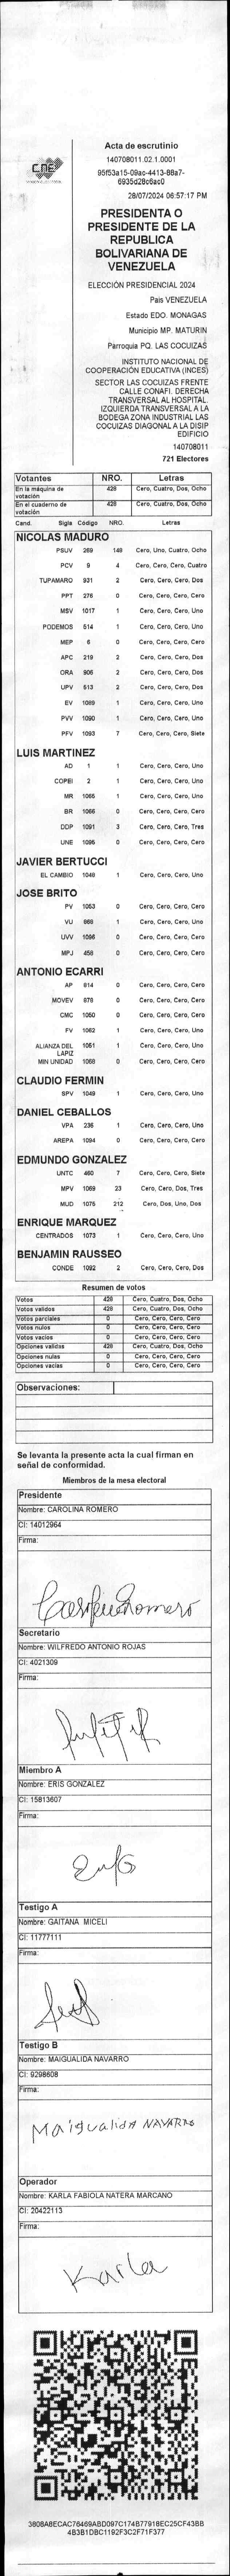 CNE
Acta de escrutinio
140708011.02.1.0001
95f53a15-09ac-4413-88a7-
6935d28c6ac0
28/07/2024 06:57:17 PM
PRESIDENTA O
PRESIDENTE DE LA
REPUBLICA
BOLIVARIANA DE
VENEZUELA
ELECCIÓN PRESIDENCIAL 2024
Pais VENEZUELA
Estado EDO. MONAGAS
Municipio MP. MATURIN
Parroquia PQ. LAS COCUIZAS
INSTITUTO NACIONAL DE
COOPERACIÓN EDUCATIVA (INCES)
SECTOR LAS COCUIZAS FRENTE
CALLE CONAFI. DERECHA
TRANSVERSAL AL HOSPITAL.
IZQUIERDA TRANSVERSAL A LA
BODEGA ZONA INDUSTRIAL LAS
COCUIZAS DIAGONAL A LA DISIP
EDIFICIO
140708011
721 Electores
Votantes NRO. Letras
En la máquina de votación 428 Cero, Cuatro, Dos, Ocho
En el cuaderno de votación 428 Cero, Cuatro, Dos, Ocho
Cand. Sigla Código NRO. Letras
NICOLAS MADURO
PSUV 269 148 Cero, Uno, Cuatro, Ocho
PCV 9 4 Cero, Cero, Cero, Cuatro
TUPAMARO 931 2 Cero, Cero, Cero, Dos
PPT 276 0 Cero, Cero, Cero, Cero
MSV 1017 1 Cero, Cero, Cero, Uno
PODEMOS 514 1 Cero, Cero, Cero, Uno
MEP 6 0 Cero, Cero, Cero, Cero
APC 219 2 Cero, Cero, Cero, Dos
ORA 906 2 Cero, Cero, Cero, Dos
UPV 513 2 Cero, Cero, Cero, Dos
EV 1089 1 Cero, Cero, Cero, Uno
PVV 1090 1 Cero, Cero, Cero, Uno
PFV 1093 7 Cero, Cero, Cero, Siete
LUIS MARTINEZ
AD 1 1 Cero, Cero, Cero, Uno
COPEI 2 1 Cero, Cero, Cero, Uno
MR 1065 1 Cero, Cero, Cero, Uno
BR 1066 0 Cero, Cero, Cero, Cero
DDP 1091 3 Cero, Cero, Cero, Tres
UNE 1096 0 Cero, Cero, Cero, Cero
JAVIER BERTUCCI
EL CAMBIO 1046 1 Cero, Cero, Cero, Uno
JOSE BRITO
PV 1053 0 Cero, Cero, Cero, Cero
VU 868 1 Cero, Cero, Cero, Uno
UVV 0 Cero, Cero, Cero, Cero
MPJ 458 0 Cero, Cero, Cero, Cero
ANTONIO ECARRI
AP 814 0 Cero, Cero, Cero, Cero
MOVEV 978 0 Cero, Cero, Cero, Cero
CMC 1050 0 Cero, Cero, Cero, Cero
FV 1062 1 Cero, Cero, Cero, Uno
ALIANZA DEL LAPIZ 1051 1 Cero, Cero, Cero, Uno
MIN UNIDAD 1068 0 Cero, Cero, Cero, Cero
CLAUDIO FERMIN
SPV 1049 1 Cero, Cero, Cero, Uno
DANIEL CEBALLOS
VPA 236 1 Cero, Cero, Cero, Uno
AREPA 1094 0 Cero, Cero, Cero, Cero
EDMUNDO GONZALEZ
UNTC 460 7 Cero, Cero, Cero, Siete
MPV 1069 23 Cero, Cero, Dos, Tres
MUD 1075 212 Cero, Dos, Uno, Dos
ENRIQUE MARQUEZ
CENTRADOS 1073 1 Cero, Cero, Cero, Uno
BENJAMIN RAUSSEO
CONDE 1092 2 Cero, Cero, Cero, Dos
Resumen de votos
Votos 428 Cero, Cuatro, Dos, Ocho
Votos validos 428 Cero, Cuatro, Dos, Ocho
Votos parciales 0 Cero, Cero, Cero, Cero
Votos nulos 0 Cero, Cero, Cero, Cero
Votos vacios 0 Cero, Cero, Cero, Cero
Opciones validas 428 Cero, Cuatro, Dos, Ocho
Opciones nulas 0 Cero, Cero, Cero, Cero
Opciones vacias 0 Cero, Cero, Cero, Cero
Observaciones:
Se levanta la presente acta la cual firman en
señal de conformidad.
Miembros de la mesa electoral
Presidente
Nombre: CAROLINA ROMERO
CI: 14012964
Firma:
Secretario
Nombre: WILFREDO ANTONIO ROJAS
CI: 4021309
Firma:
Miembro A
Nombre: ERIS GONZALEZ
CI: 15813607
Firma:
Testigo A
Nombre: GAITANA MICELI
CI: 11777111
Firma:
Testigo B
Nombre: MAIGUALIDA NAVARRO
CI: 9298608
Firma:
Maigualida NAVARRO
Operador
Nombre: KARLA FABIOLA NATERA MARCANO
CI: 20422113
Firma:
Karla
3808A8ECAC76469ABD097C174B77918EC25CF43BB
4B3B1DBC1192F3C2F71F377